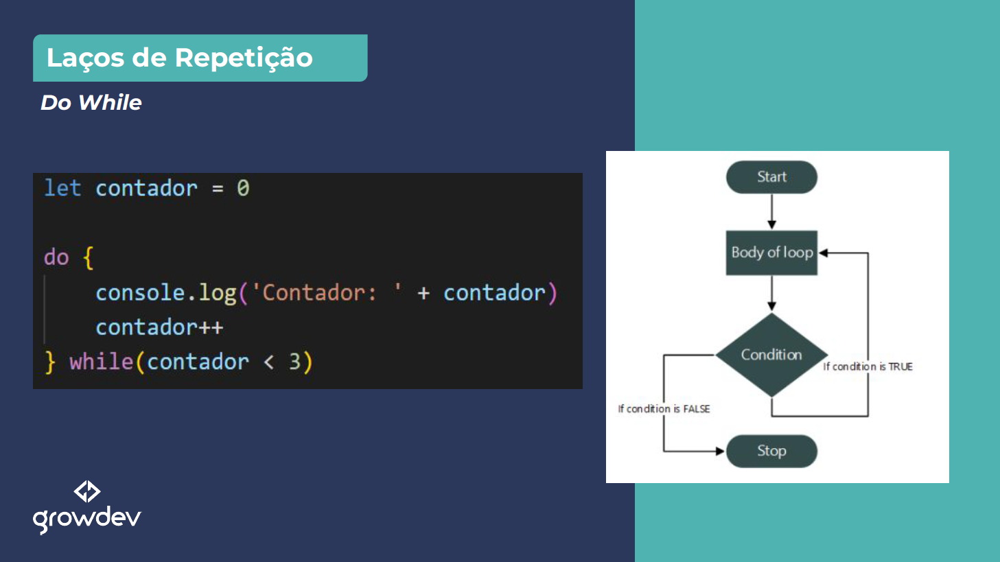 Laços de Repetição
Do While
let contador = 0
do {
console.log('Contador: ' + contador)
contador++
} while(contador < 3)
Start
Body of loop
Condition
If condition is TRUE
If condition is FALSE
Stop
growdev